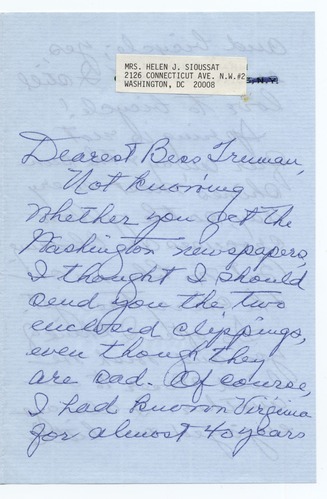 MRS. HELEN J. SIOUSSAT
2126 CONNECTICUT AVE. N.W.#2
WASHINGTON, DC 20008
N.Y.
Dearest Bess Truman,
Not knowing
whether you get the
Washington newspapers,
I thought I should
send you the two
enclosed clippings,
even though they
are sad. Of course,
I had known Virginia
for almost 40 years